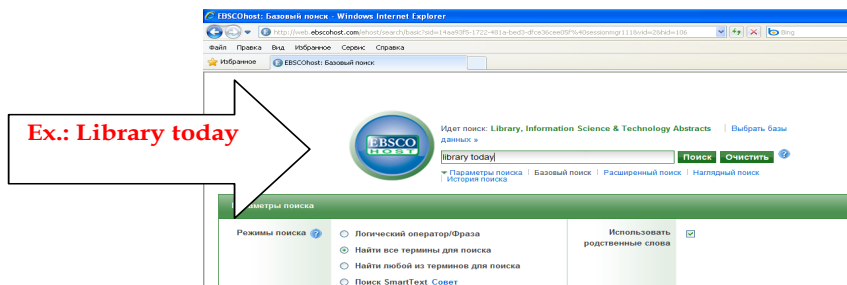 EBSCOhost: Базовый поиск - Windows Internet Explorer
http://web.ebscohost.com/ehost/search/basic?sid=14aa93f5-1722-481a-bed3-dfce36cee05f%40sessionmgr111&vid=2&hid=106
Bing
Файл Правка Вид Избранное Сервис Справка
Избранное EBSCOhost: Базовый поиск
Ex.: Library today
EBSCO
HOST
Идет поиск: Library, Information Science & Technology Abstracts Выбрать базы
данных »
library today Поиск Очистить
Параметры поиска Базовый поиск Расширенный поиск Наглядный поиск
История поиска
Параметры поиска
Режимы поиска Логический оператор/Фраза Использовать
родственные слова
Найти все термины для поиска
Найти любой из терминов для поиска
Поиск SmartText Совет